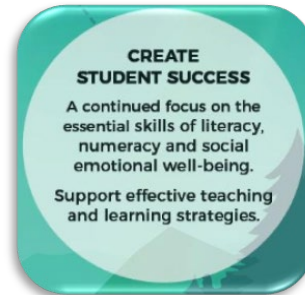 CREATE
STUDENT SUCCESS
A continued focus on the
essential skills of literacy,
numeracy and social
emotional well-being.
Support effective teaching
and learning strategies.